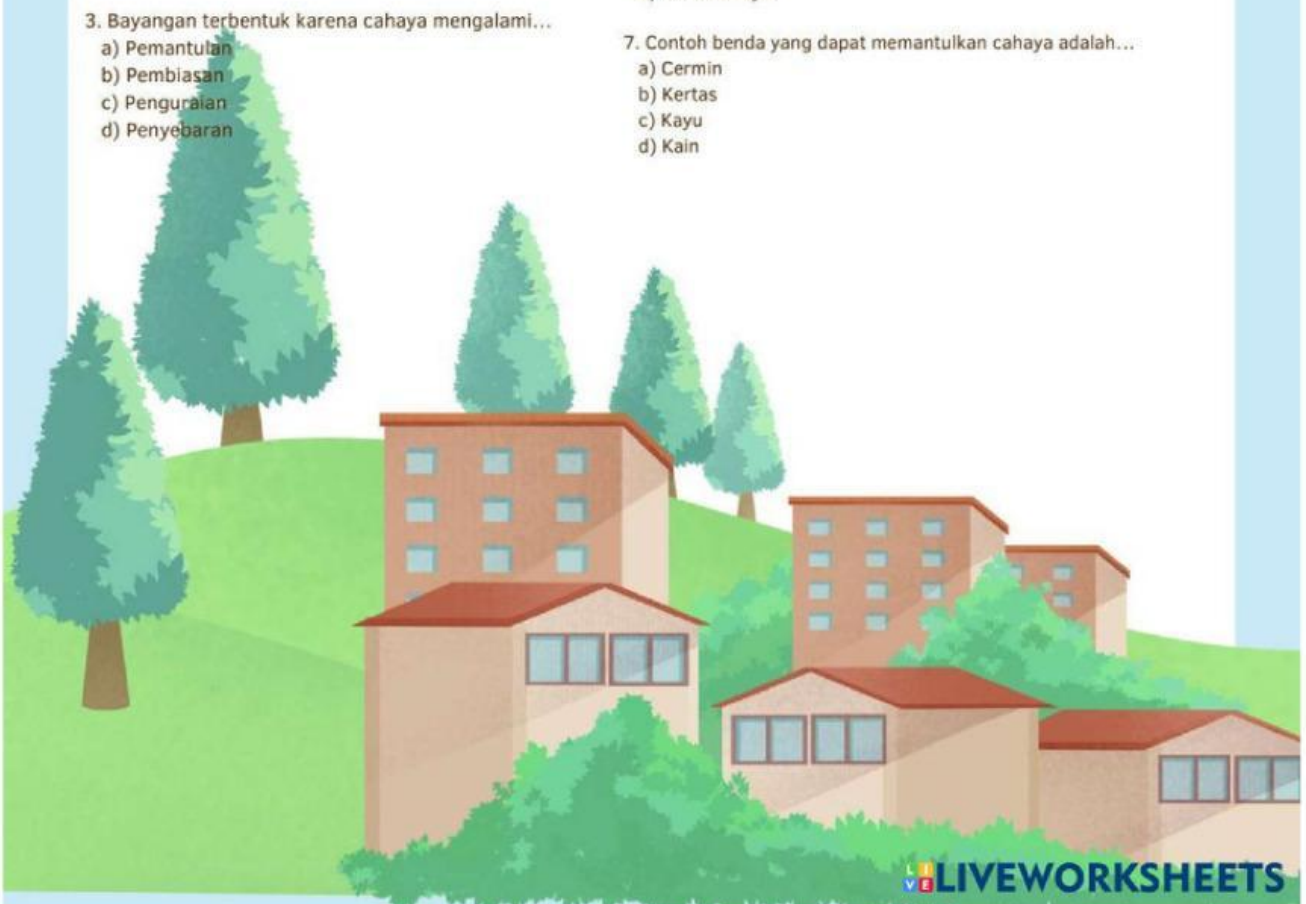 3. Bayangan terbentuk karena cahaya mengalami...
a) Pemantulan
b) Pembiasan
c) Penguraian
d) Penyebaran
7. Contoh benda yang dapat memantulkan cahaya adalah...
a) Cermin
b) Kertas
c) Kayu
d) Kain
LIVE LIVEWORKSHEETS